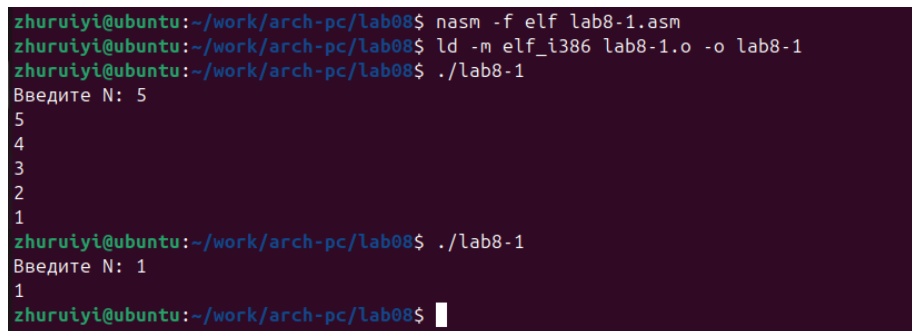 zhuruiyi@ubuntu:~/work/arch-pc/lab08$ nasm -f elf lab8-1.asm
zhuruiyi@ubuntu:~/work/arch-pc/lab08$ ld -m elf_i386 lab8-1.o -o lab8-1
zhuruiyi@ubuntu:~/work/arch-pc/lab08$ ./lab8-1
Введите N: 5
5
4
3
2
1
zhuruiyi@ubuntu:~/work/arch-pc/lab08$ ./lab8-1
Введите N: 1
1
zhuruiyi@ubuntu:~/work/arch-pc/lab08$